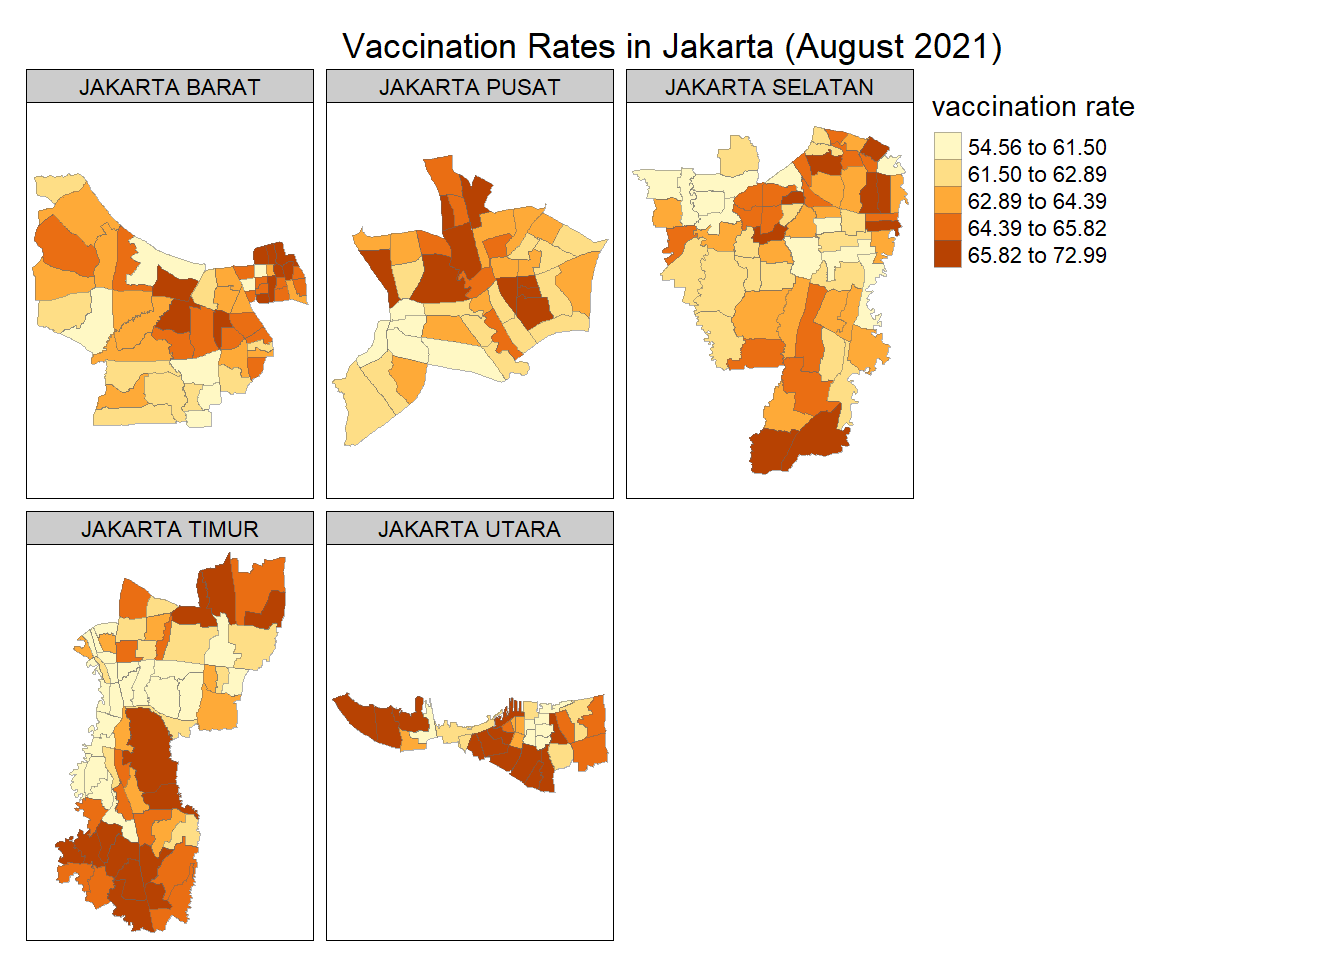 Vaccination Rates in Jakarta (August 2021)
JAKARTA BARAT
JAKARTA PUSAT
JAKARTA SELATAN
vaccination rate
54.56 to 61.50
61.50 to 62.89
62.89 to 64.39
64.39 to 65.82
65.82 to 72.99
JAKARTA TIMUR
JAKARTA UTARA